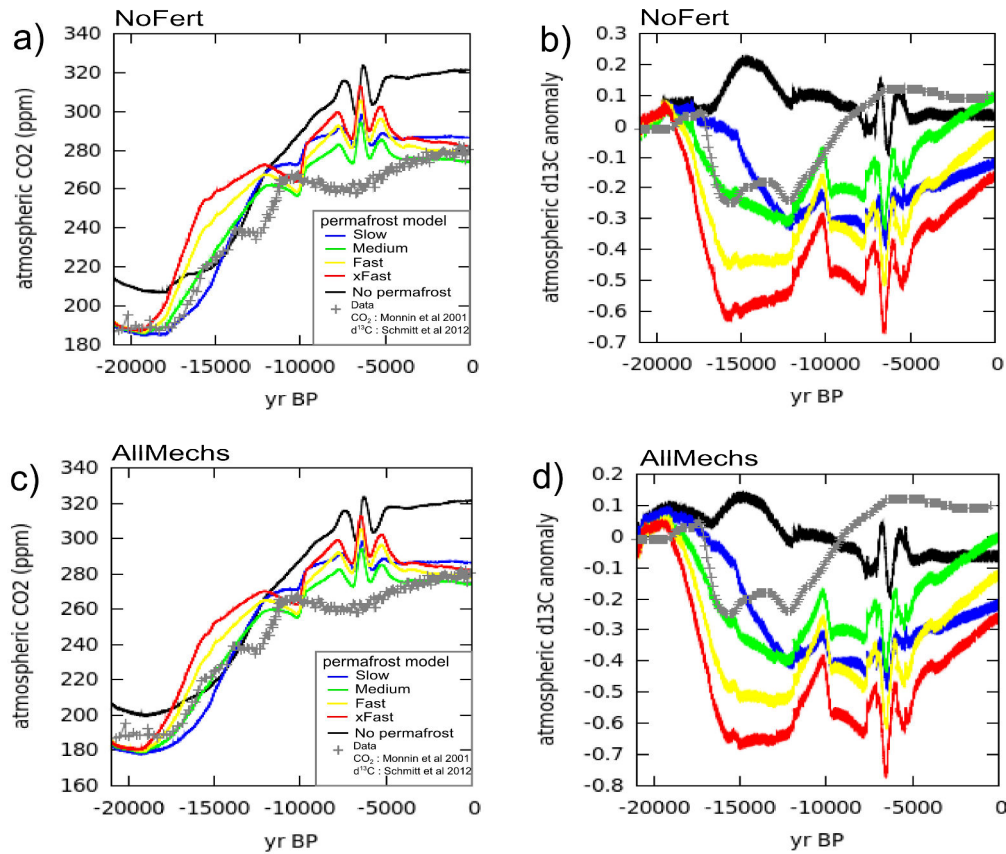 NoFert
a)
340
320
300
280
260
240
220
200
180
atmospheric CO2 (ppm)
permafrost model
Slow
Medium
Fast
xFast
No permafrost
Data
CO₂ : Monnin et al 2001
d¹³C : Schmitt et al 2012
-20000 -15000 -10000 -5000 0
yr BP
b)
NoFert
0.3
0.2
0.1
0
-0.1
-0.2
-0.3
-0.4
-0.5
-0.6
-0.7
atmospheric d13C anomaly
-20000 -15000 -10000 -5000 0
yr BP
AllMechs
c)
340
320
300
280
260
240
220
200
180
160
atmospheric CO2 (ppm)
permafrost model
Slow
Medium
Fast
xFast
No permafrost
Data
CO₂ : Monnin et al 2001
d¹³C : Schmitt et al 2012
-20000 -15000 -10000 -5000 0
yr BP
AllMechs
d)
0.2
0.1
0
-0.1
-0.2
-0.3
-0.4
-0.5
-0.6
-0.7
-0.8
atmospheric d13C anomaly
-20000 -15000 -10000 -5000 0
yr BP